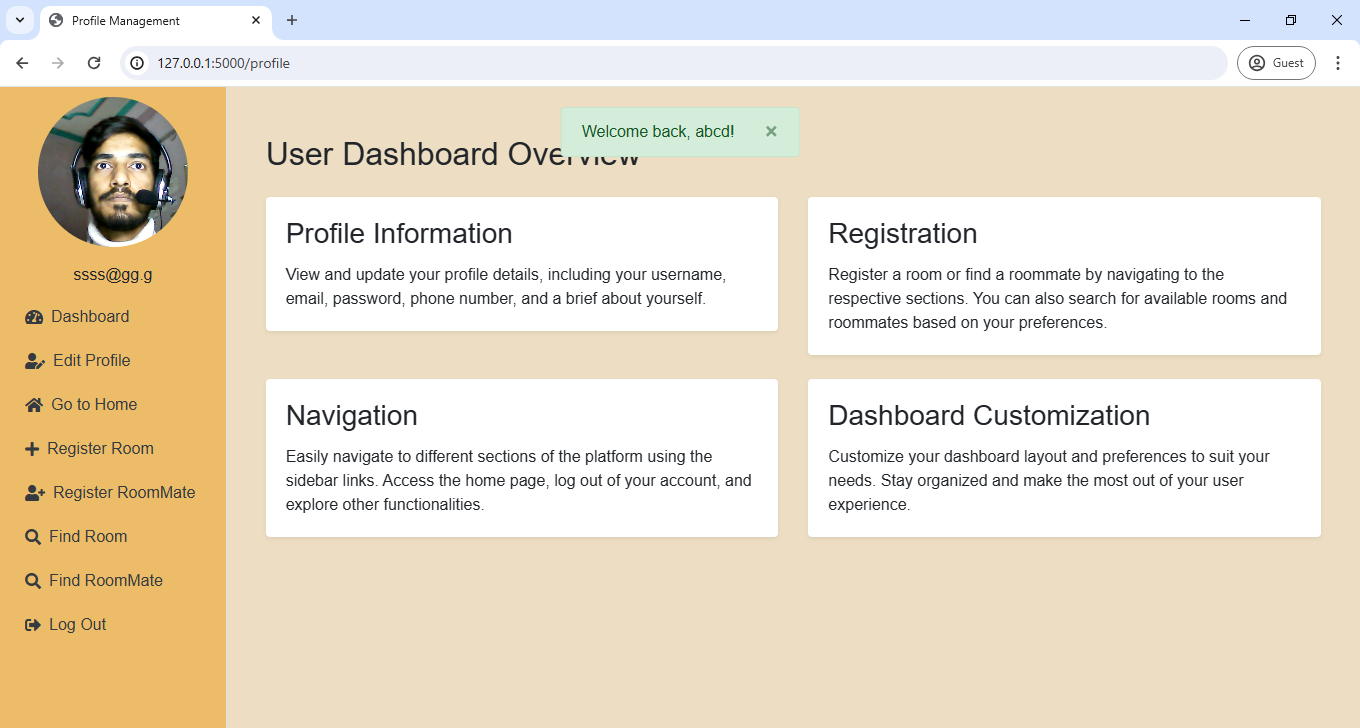 Profile Management
127.0.0.1:5000/profile
Guest
Welcome back, abcd!
ssss@gg.g
Dashboard
Edit Profile
Go to Home
Register Room
Register RoomMate
Find Room
Find RoomMate
Log Out
User Dashboard Overview
Profile Information
View and update your profile details, including your username,
email, password, phone number, and a brief about yourself.
Registration
Register a room or find a roommate by navigating to the
respective sections. You can also search for available rooms and
roommates based on your preferences.
Navigation
Easily navigate to different sections of the platform using the
sidebar links. Access the home page, log out of your account, and
explore other functionalities.
Dashboard Customization
Customize your dashboard layout and preferences to suit your
needs. Stay organized and make the most out of your user
experience.